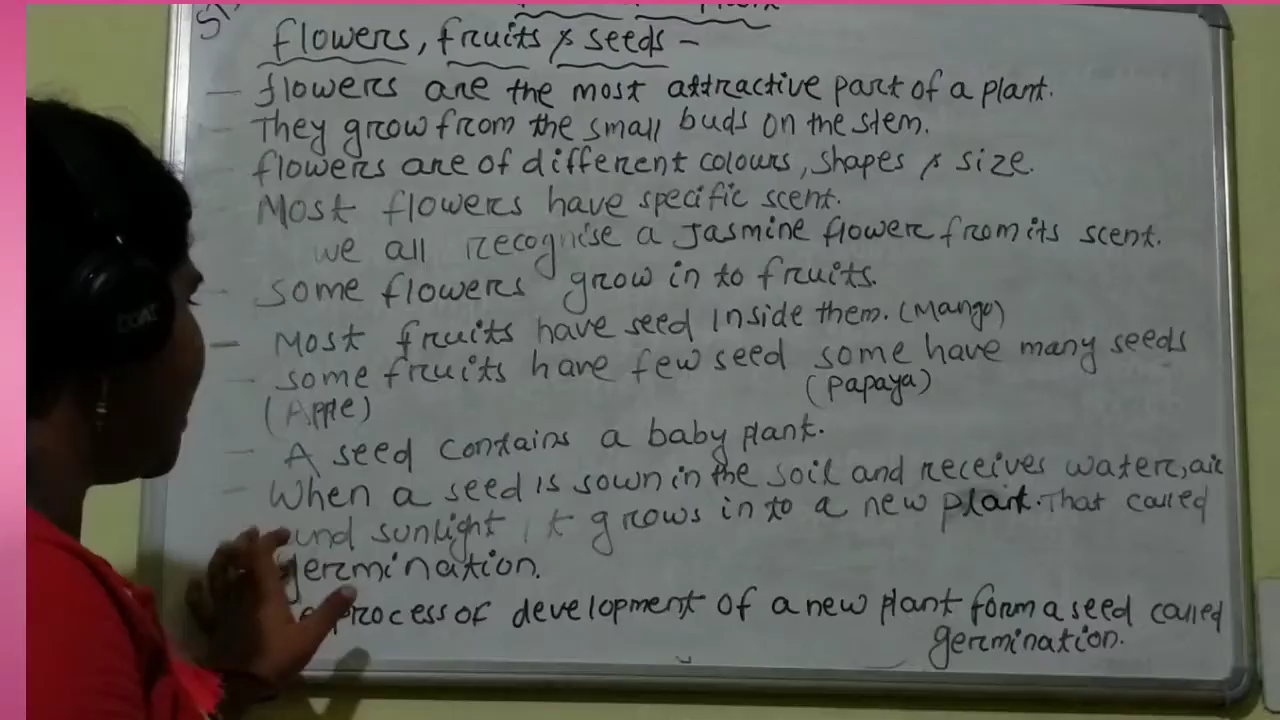 flowers, fruits & seeds -
- flowers are the most attractive part of a plant.
- They grow from the small buds on the stem.
- flowers are of different colours, shapes & size.
Most flowers have specific scent.
we all recognise a Jasmine flower from its scent.
- some flowers grow in to fruits.
- Most fruits have seed inside them. (Mango)
- some fruits have few seed some have many seeds
(Apple) (Papaya)
- A seed contains a baby plant.
- When a seed is sown in the soil and receives water, air
and sunlight, it grows in to a new plant. That called
germination.
process of development of a new plant form a seed called
germination.
boAt